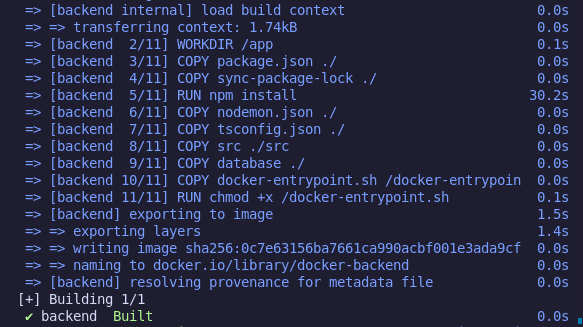 => [backend internal] load build context 0.0s
=> => transferring context: 1.74kB 0.0s
=> [backend  2/11] WORKDIR /app 0.1s
=> [backend  3/11] COPY package.json ./ 0.0s
=> [backend  4/11] COPY sync-package-lock ./ 0.0s
=> [backend  5/11] RUN npm install 30.2s
=> [backend  6/11] COPY nodemon.json ./ 0.0s
=> [backend  7/11] COPY tsconfig.json ./ 0.0s
=> [backend  8/11] COPY src ./src 0.0s
=> [backend  9/11] COPY database ./ 0.0s
=> [backend 10/11] COPY docker-entrypoint.sh /docker-entrypoin 0.0s
=> [backend 11/11] RUN chmod +x /docker-entrypoint.sh 0.1s
=> [backend] exporting to image 1.5s
=> => exporting layers 1.4s
=> => writing image sha256:0c7e63156ba7661ca990acbf001e3ada9cf 0.0s
=> => naming to docker.io/library/docker-backend 0.0s
=> [backend] resolving provenance for metadata file 0.0s
[+] Building 1/1
✔ backend  Built 0.0s